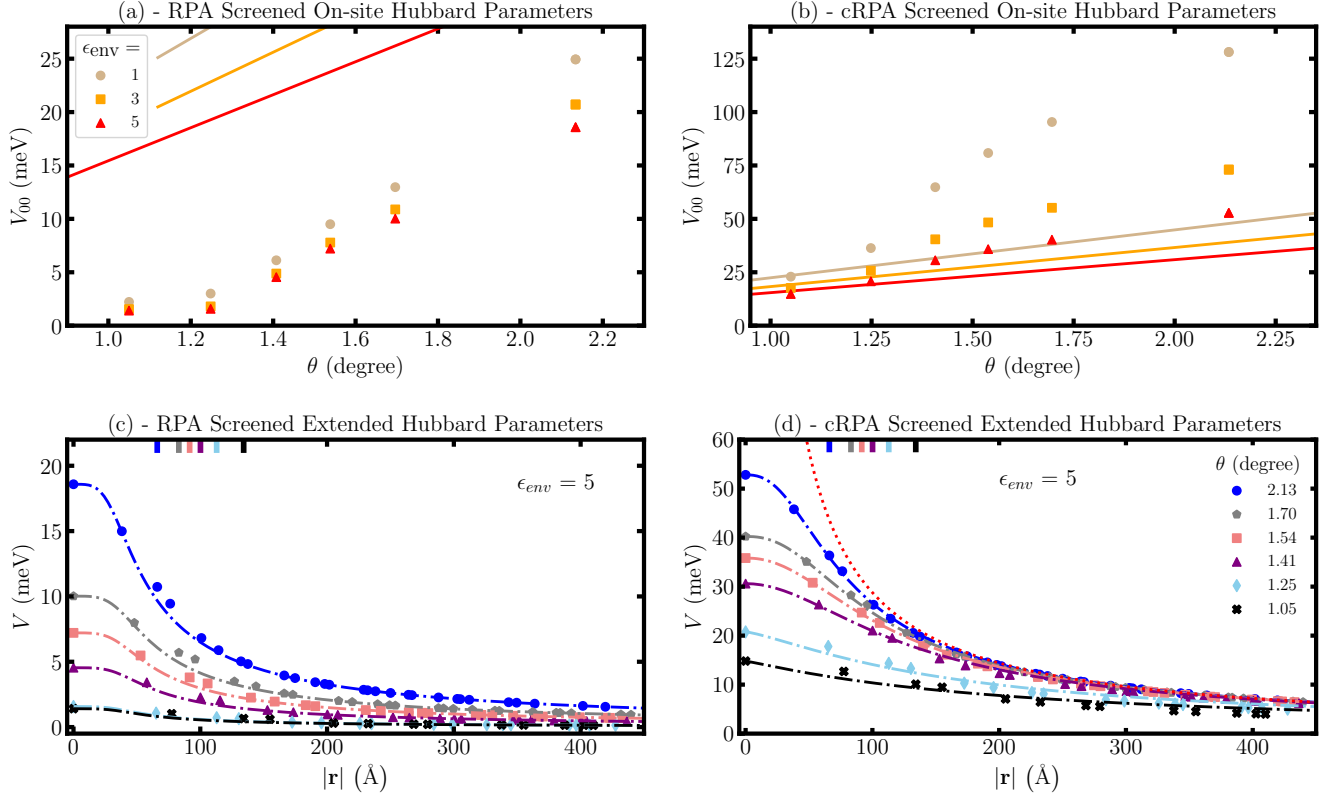 (a) - RPA Screened On-site Hubbard Parameters
ϵenv =
1
3
5
V00 (meV)
25
20
15
10
5
0
1.0 1.2 1.4 1.6 1.8 2.0 2.2
θ (degree)
(b) - cRPA Screened On-site Hubbard Parameters
V00 (meV)
125
100
75
50
25
0
1.00 1.25 1.50 1.75 2.00 2.25
θ (degree)
(c) - RPA Screened Extended Hubbard Parameters
ϵenv = 5
V (meV)
20
15
10
5
0
0 100 200 300 400
|r| (Å)
(d) - cRPA Screened Extended Hubbard Parameters
ϵenv = 5
θ (degree)
2.13
1.70
1.54
1.41
1.25
1.05
V (meV)
60
50
40
30
20
10
0
0 100 200 300 400
|r| (Å)